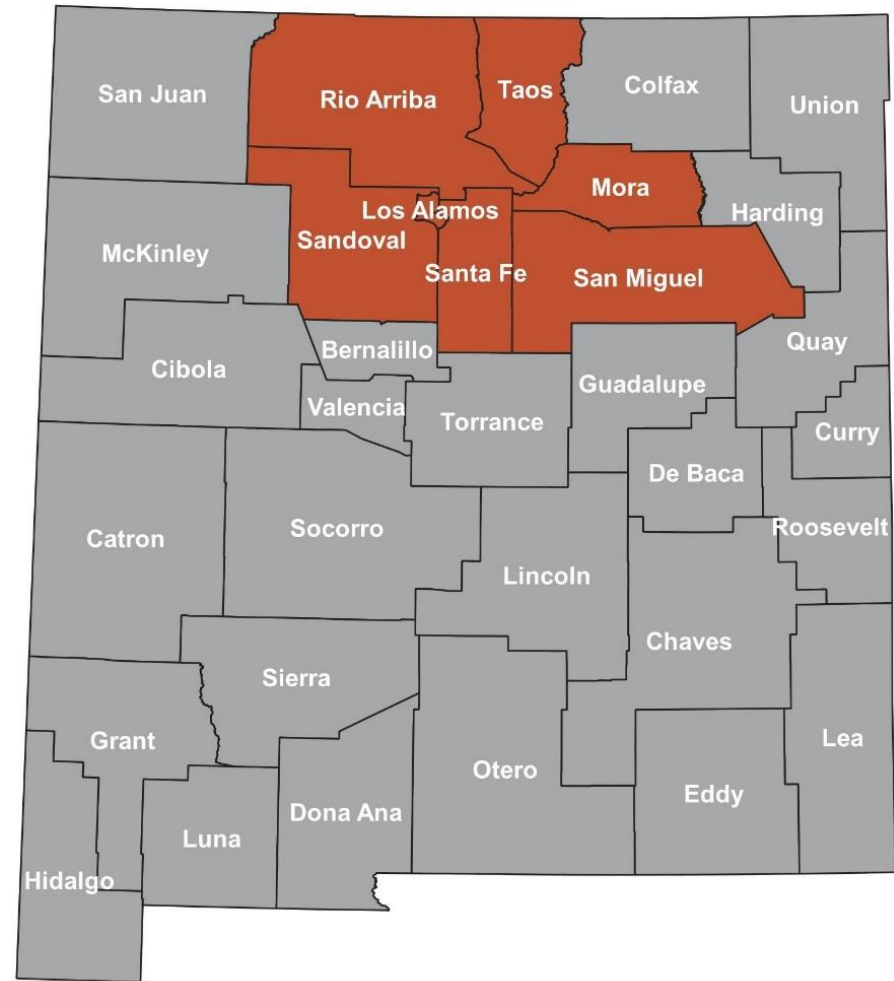 San Juan
Rio Arriba
Taos
Colfax
Union
Mora
Harding
Los Alamos
Sandoval
McKinley
Santa Fe
San Miguel
Bernalillo
Quay
Cibola
Guadalupe
Valencia
Torrance
Curry
De Baca
Socorro
Roosevelt
Catron
Lincoln
Chaves
Sierra
Grant
Lea
Otero
Eddy
Dona Ana
Luna
Hidalgo